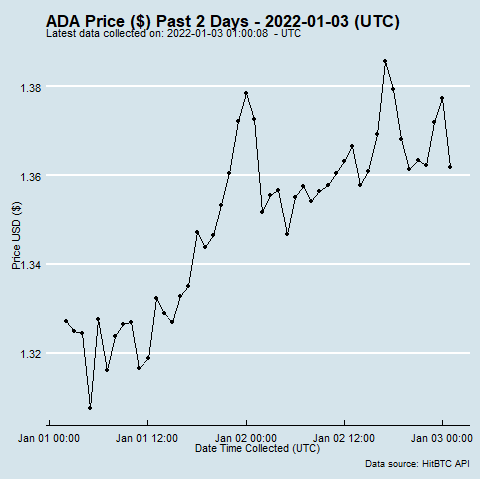 ADA Price ($) Past 2 Days - 2022-01-03 (UTC)
Latest data collected on: 2022-01-03 01:00:08  - UTC
1.38
1.36
1.34
1.32
Price USD ($)
Jan 01 00:00 Jan 01 12:00 Jan 02 00:00 Jan 02 12:00 Jan 03 00:00
Date Time Collected (UTC)
Data source: HitBTC API